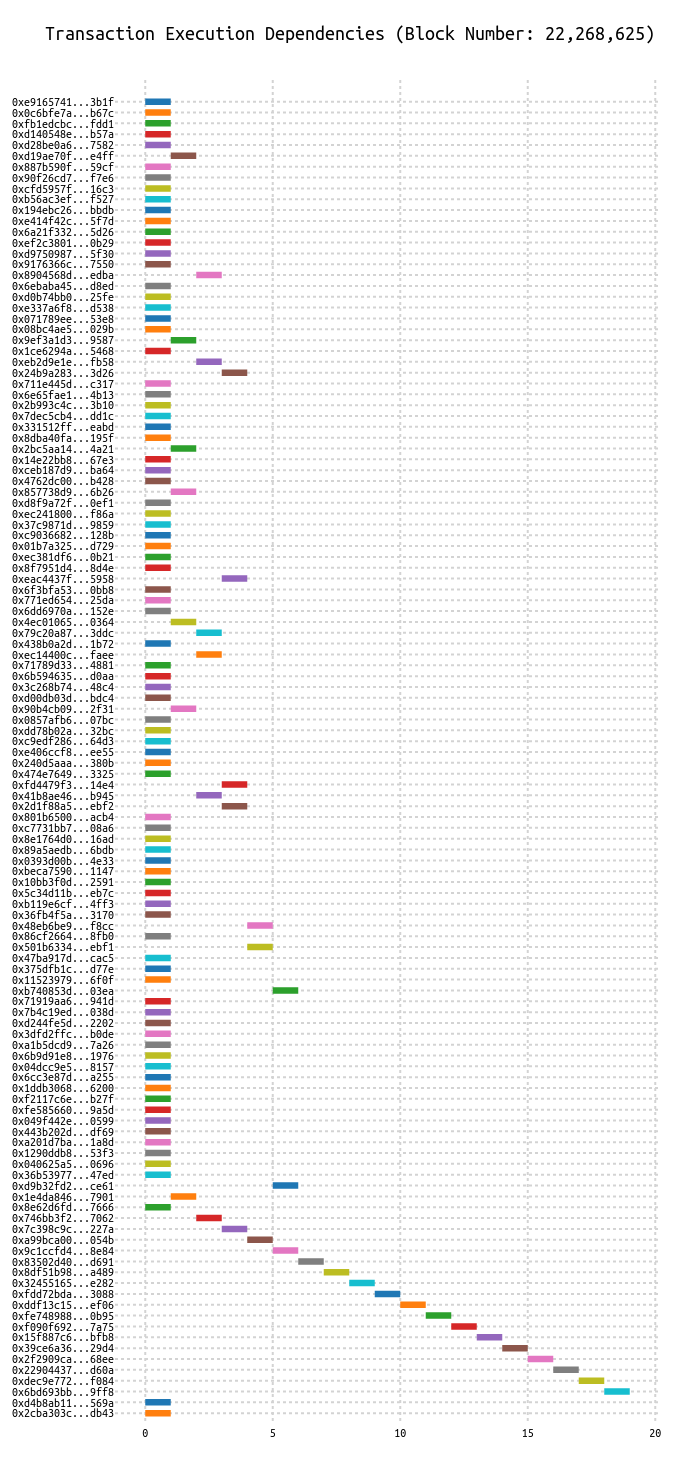 Transaction Execution Dependencies (Block Number: 22,268,625)
0xe9165741...3b1f
0x0c6bfe7a...b67c
0xfb1edcbc...fdd1
0xd140548e...b57a
0xd28be0a6...7582
0xd19ae70f...e4ff
0x887b590f...59cf
0x90f26cd7...f7e6
0xcfd5957f...16c3
0xb56ac3ef...f527
0x194ebc26...bbdb
0xe414f42c...5f7d
0x6a21f332...5d26
0xef2c3801...0b29
0xd9750987...5f30
0x9176366c...7550
0x8904568d...edba
0x6ebaba45...d8ed
0xd0b74bb0...25fe
0xe337a6f8...d538
0x071789ee...53e8
0x08bc4ae5...029b
0x9ef3a1d3...9587
0x1ce6294a...5468
0xeb2d9e1e...fb58
0x24b9a283...3d26
0x711e445d...c317
0x6e65fae1...4b13
0x2b993c4c...3b10
0x7dec5cb4...dd1c
0x331512ff...eabd
0x8dba40fa...195f
0x2bc5aa14...4a21
0x14e22bb8...67e3
0xceb187d9...ba64
0x4762dc00...b428
0x857738d9...6b26
0xd8f9a72f...0ef1
0xec241800...f86a
0x37c9871d...9859
0xc9036682...128b
0x01b7a325...d729
0xec381df6...0b21
0x8f7951d4...8d4e
0xeac4437f...5958
0x6f3bfa53...0bb8
0x771ed654...25da
0x6dd6970a...152e
0x4ec01065...0364
0x79c20a87...3ddc
0x438b0a2d...1b72
0xec14400c...faee
0x71789d33...4881
0x6b594635...d0aa
0x3c268b74...48c4
0xd00db03d...bdc4
0x90b4cb09...2f31
0x0857afb6...07bc
0xdd78b02a...32bc
0xc9edf286...64d3
0xe406ccf8...ee55
0x240d5aaa...380b
0x474e7649...3325
0xfd4479f3...14e4
0x41b8ae46...b945
0x2d1f88a5...ebf2
0x801b6500...acb4
0xc7731bb7...08a6
0x8e1764d0...16ad
0x89a5aedb...6bdb
0x0393d00b...4e33
0xbeca7590...1147
0x10bb3f0d...2591
0x5c34d11b...eb7c
0xb119e6cf...4ff3
0x36fb4f5a...3170
0x48eb6be9...f8cc
0x86cf2664...8fb0
0x501b6334...ebf1
0x47ba917d...cac5
0x375dfb1c...d77e
0x11523979...6f0f
0xb740853d...03ea
0x71919aa6...941d
0x7b4c19ed...038d
0xd244fe5d...2202
0x3dfd2ffc...b0de
0xa1b5dcd9...7a26
0x6b9d91e8...1976
0x04dcc9e5...8157
0x6cc3e87d...a255
0x1ddb3068...6200
0xf2117c6e...b27f
0xfe585660...9a5d
0x049f442e...0599
0x443b202d...df69
0xa201d7ba...1a8d
0x1290ddb8...53f3
0x040625a5...0696
0x36b53977...47ed
0xd9b32fd2...ce61
0x1e4da846...7901
0x8e62d6fd...7666
0x746bb3f2...7062
0x7c398c9c...227a
0xa99bca00...054b
0x9c1ccfd4...8e84
0x83502d40...d691
0x8df51b98...a489
0x32455165...e282
0xfdd72bda...3088
0xddf13c15...ef06
0xfe748988...0b95
0xf090f692...7a75
0x15f887c6...bfb8
0x39ce6a36...29d4
0x2f2909ca...68ee
0x22904437...d60a
0xdec9e772...f084
0x6bd693bb...9ff8
0xd4b8ab11...569a
0x2cba303c...db43
0 5 10 15 20